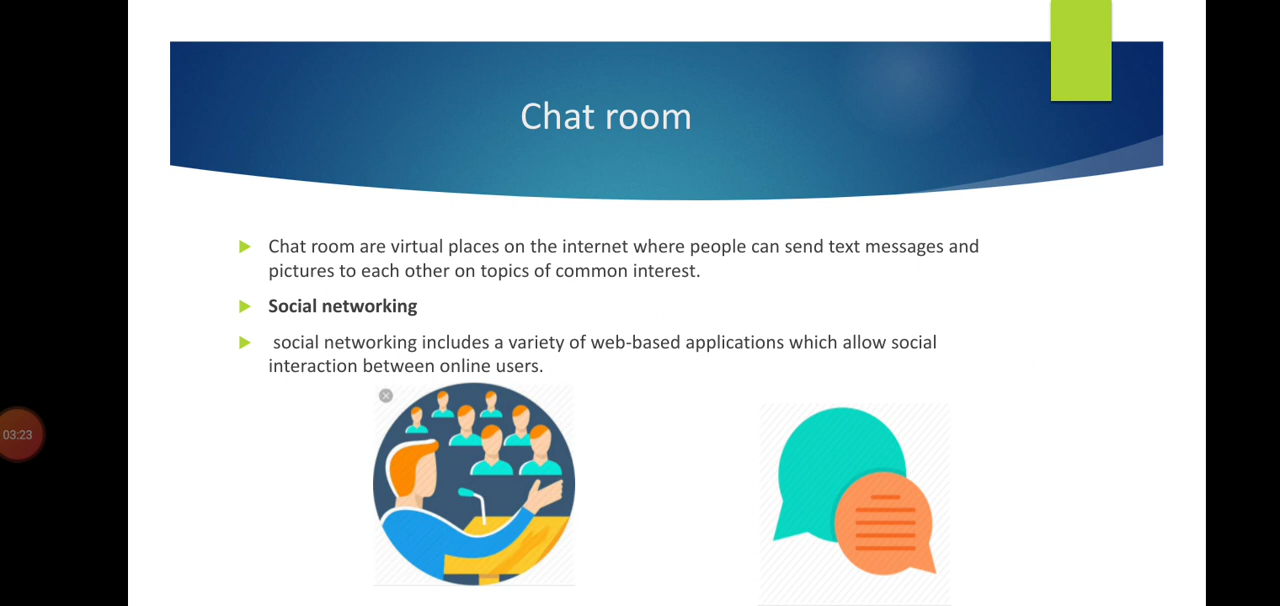 Chat room
Chat room are virtual places on the internet where people can send text messages and
pictures to each other on topics of common interest.
Social networking
social networking includes a variety of web-based applications which allow social
interaction between online users.
03:23